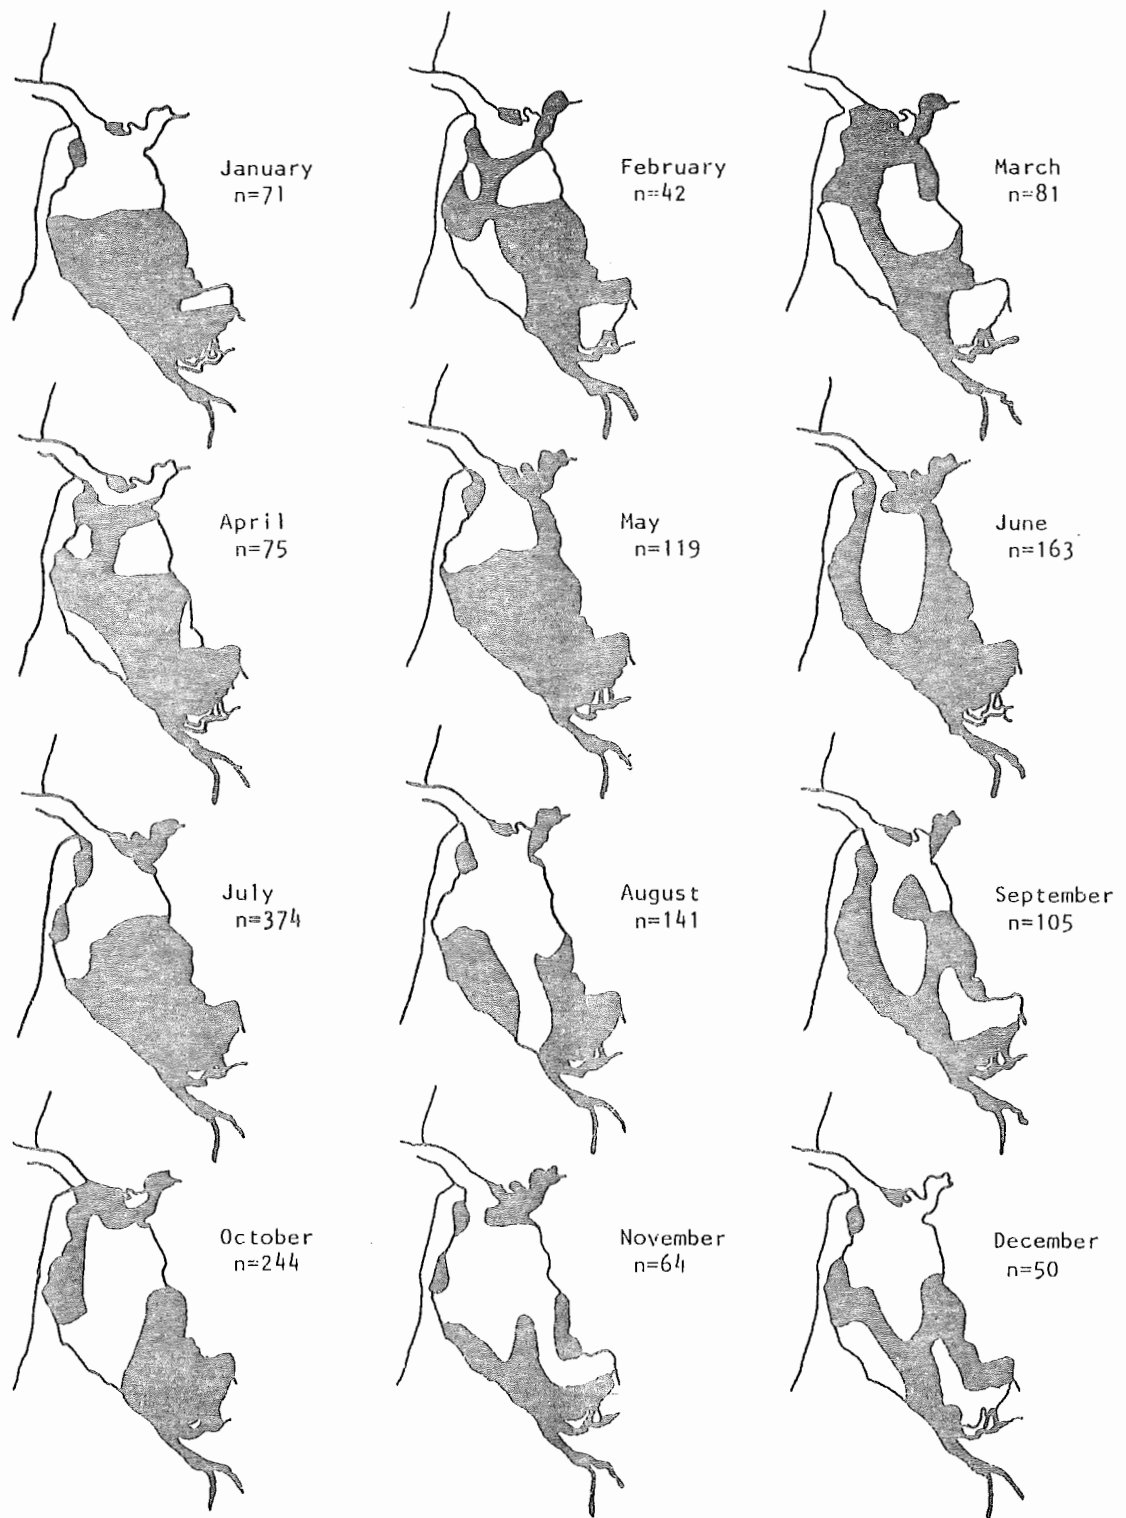 January
n=71
February
n=42
March
n=81
April
n=75
May
n=119
June
n=163
July
n=374
August
n=141
September
n=105
October
n=244
November
n=64
December
n=50